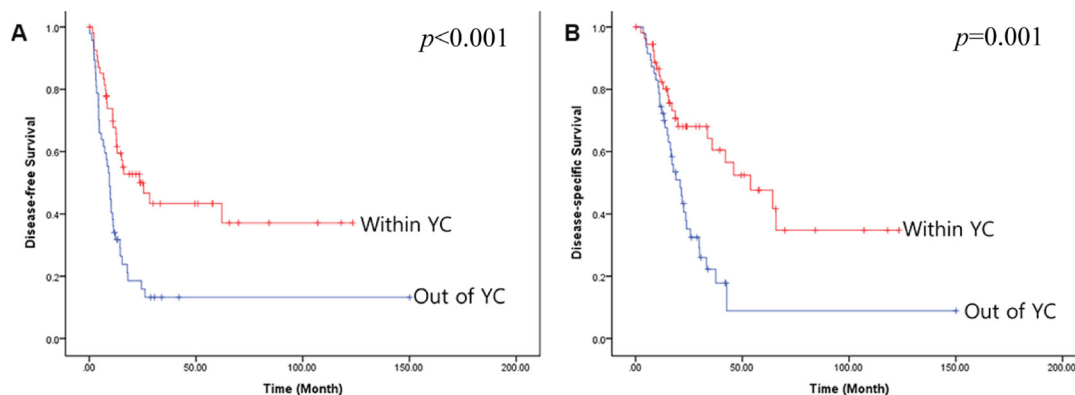 A
p<0.001
Disease-free Survival
1.0
0.8
0.6
0.4
0.2
0.0
Within YC
Out of YC
.00 50.00 100.00 150.00 200.00
Time (Month)
B
p=0.001
Disease-specific Survival
1.0
0.8
0.6
0.4
0.2
0.0
Within YC
Out of YC
.00 50.00 100.00 150.00 200.00
Time (Month)